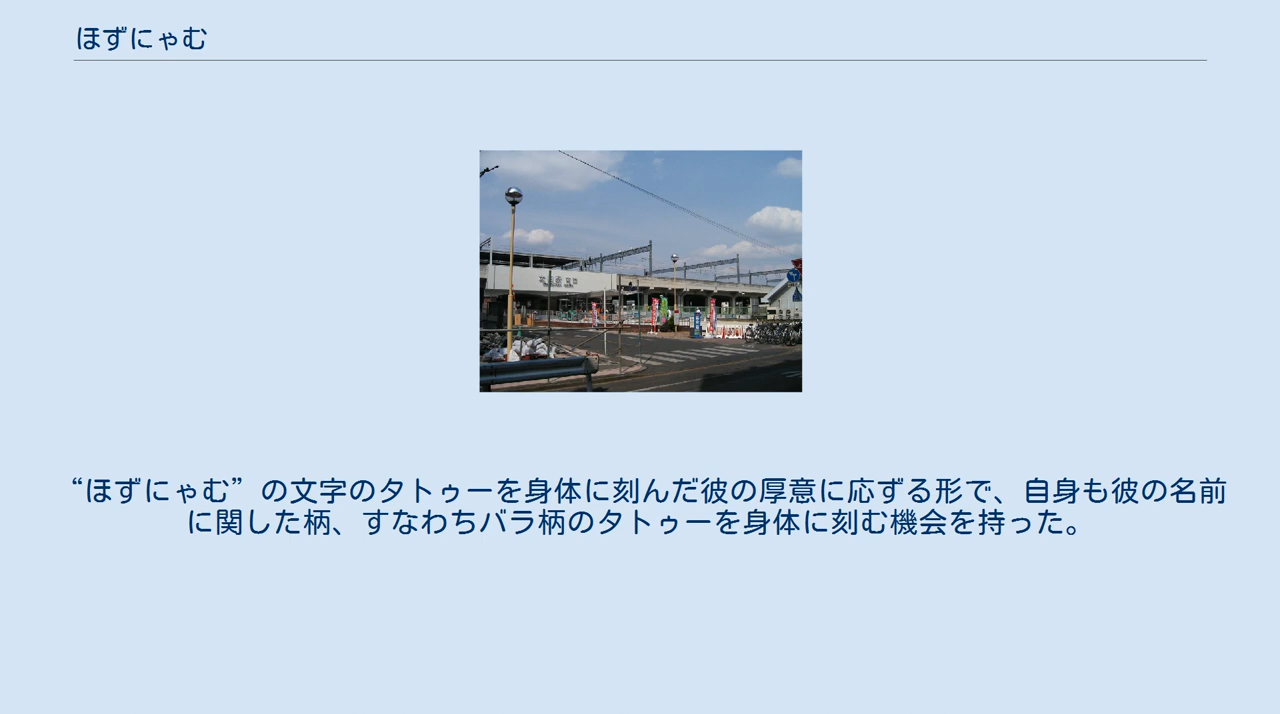 ほずにゃむ
“ほずにゃむ”の文字のタトゥーを身体に刻んだ彼の厚意に応ずる形で、自身も彼の名前
に関した柄、すなわちバラ柄のタトゥーを身体に刻む機会を持った。